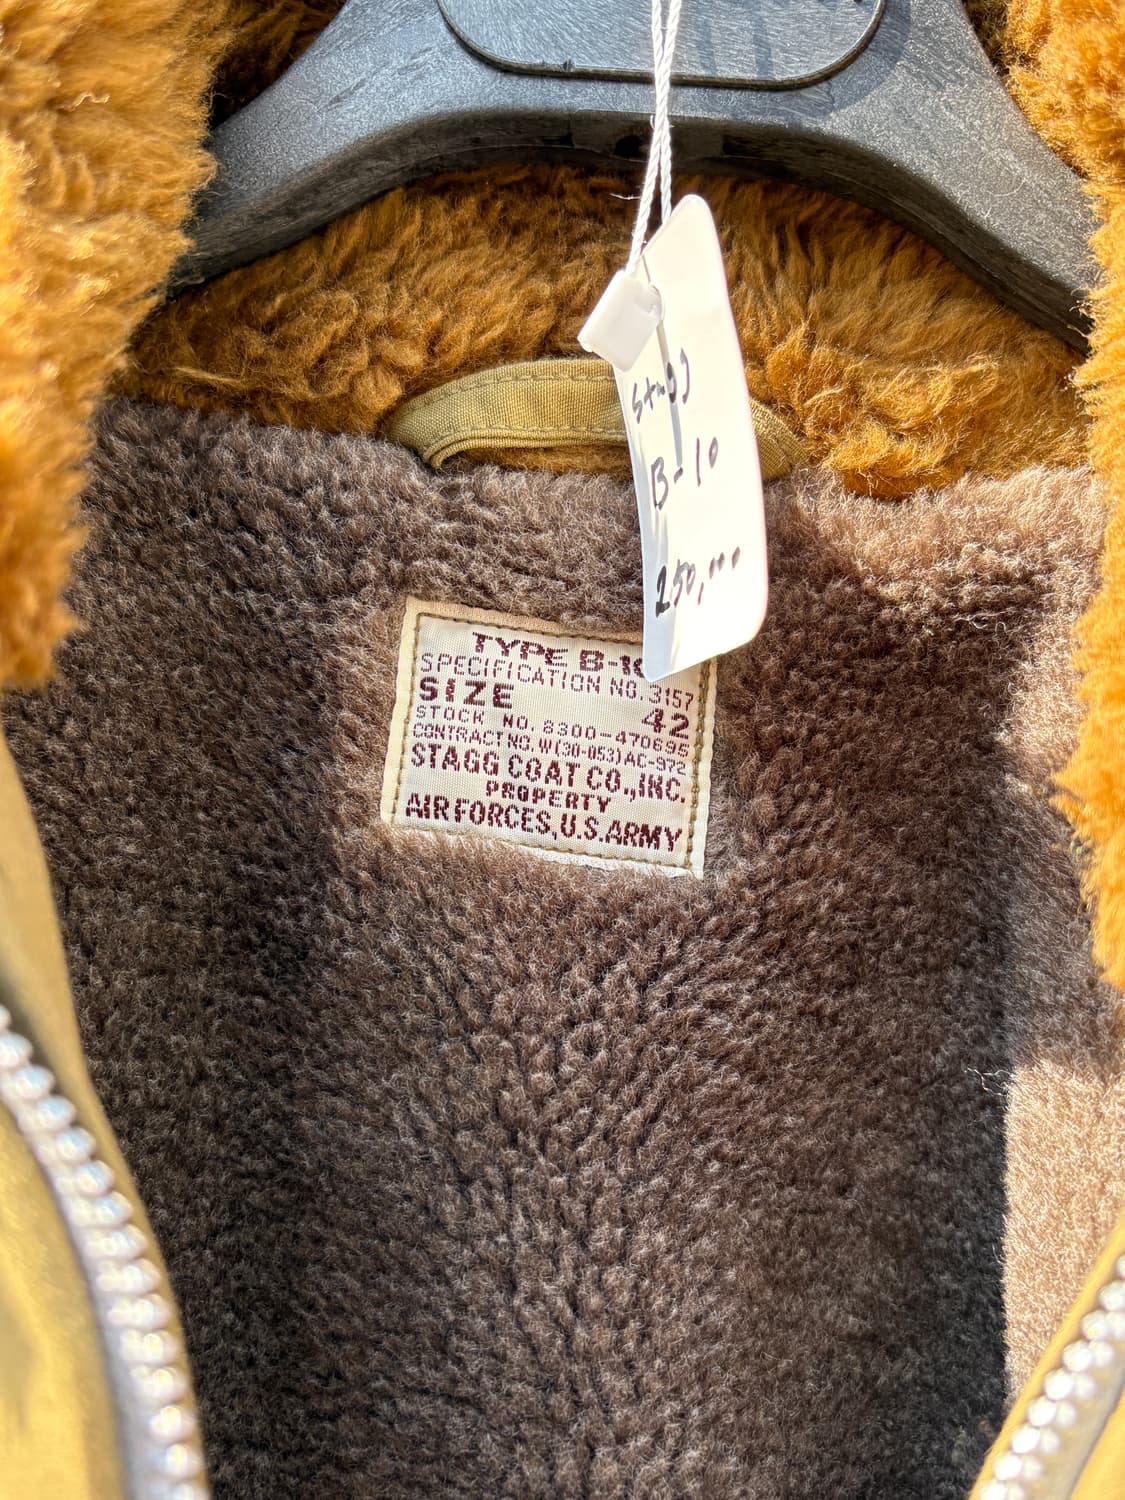 Stagg
B-10
250,000
TYPE B-10
SPECIFICATION NO. 3157
SIZE 42
STOCK NO. 8300-470695
CONTRACT NO. W(30-053)AC-972
STAGG COAT CO., INC.
PROPERTY
AIR FORCES, U.S. ARMY